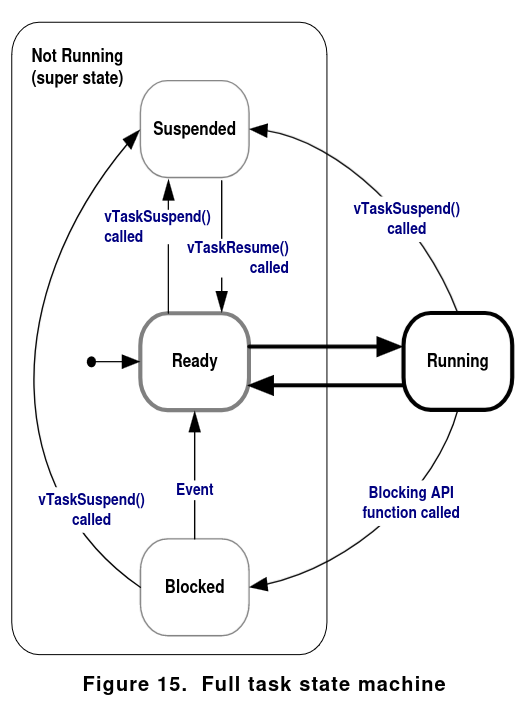 Not Running
(super state)
Suspended
vTaskSuspend()
called
vTaskResume()
called
vTaskSuspend()
called
Ready
Running
Event
vTaskSuspend()
called
Blocking API
function called
Blocked
Figure 15. Full task state machine